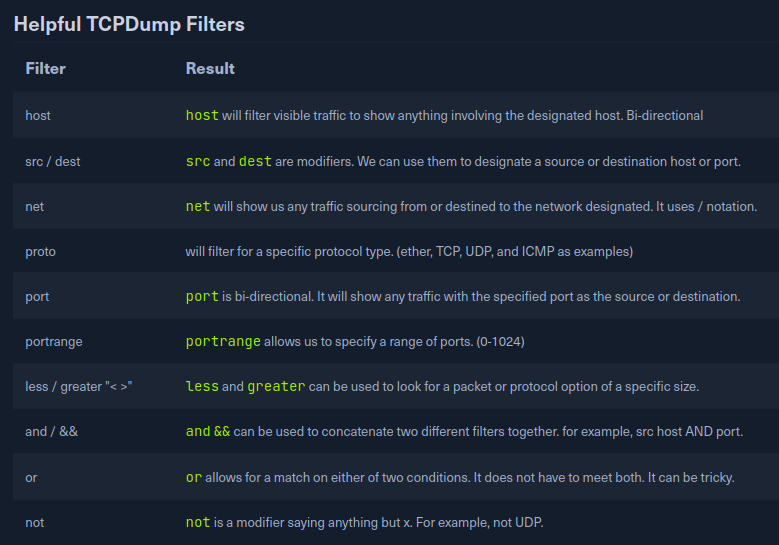 Helpful TCPDump Filters
Filter Result
host host will filter visible traffic to show anything involving the designated host. Bi-directional
src / dest src and dest are modifiers. We can use them to designate a source or destination host or port.
net net will show us any traffic sourcing from or destined to the network designated. It uses / notation.
proto will filter for a specific protocol type. (ether, TCP, UDP, and ICMP as examples)
port port is bi-directional. It will show any traffic with the specified port as the source or destination.
portrange portrange allows us to specify a range of ports. (0-1024)
less / greater "< >" less and greater can be used to look for a packet or protocol option of a specific size.
and / && and && can be used to concatenate two different filters together. for example, src host AND port.
or or allows for a match on either of two conditions. It does not have to meet both. It can be tricky.
not not is a modifier saying anything but x. For example, not UDP.